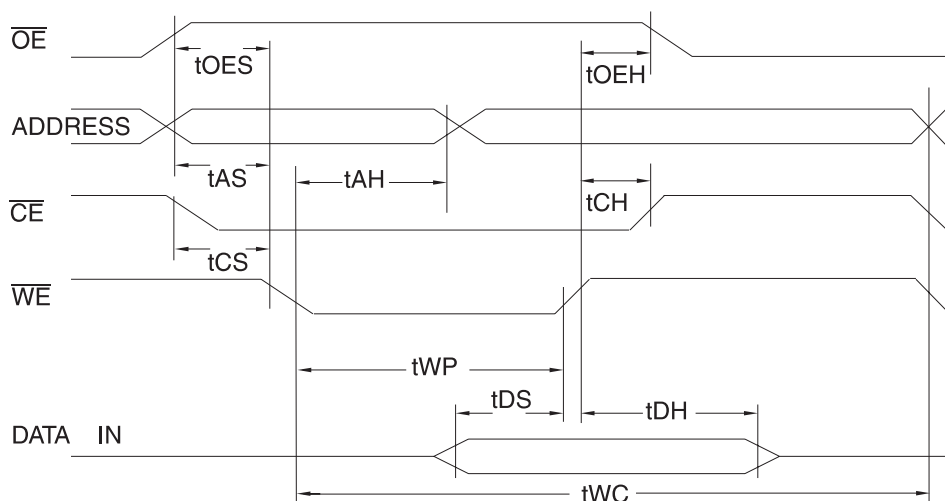 OE
tOES
tOEH
ADDRESS
tAS
tAH
tCH
CE
tCS
WE
tWP
tDS
tDH
DATA IN
tWC